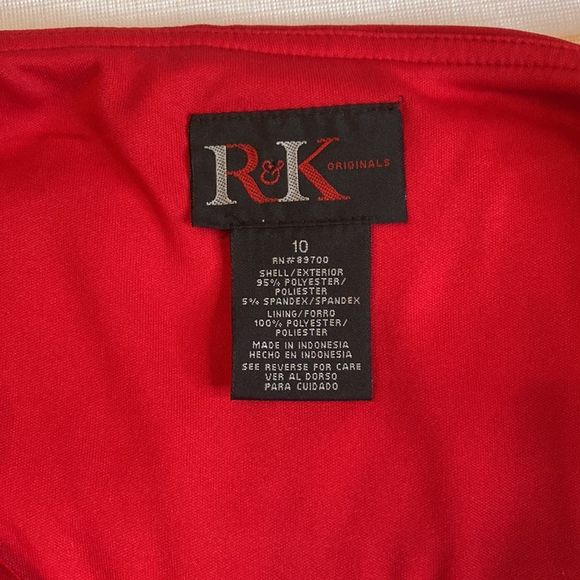 R&K ORIGINALS
10
RN#89700
SHELL/EXTERIOR
95% POLYESTER/
POLIESTER
5% SPANDEX/SPANDEX
LINING/FORRO
100% POLYESTER/
POLIESTER
MADE IN INDONESIA
HECHO EN INDONESIA
SEE REVERSE FOR CARE
VER AL DORSO
PARA CUIDADO